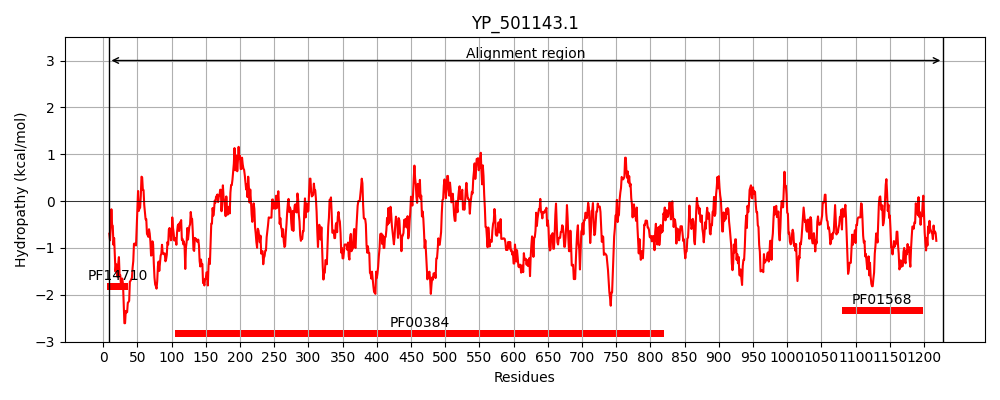 YP_501143.1
Alignment region
3
2
1
0
−1
−2
−3
Hydropathy (kcal/mol)
PF14710
PF01568
PF00384
0 50 100 150 200 250 300 350 400 450 500 550 600 650 700 750 800 850 900 950 1000 1050 1100 1150 1200
Residues